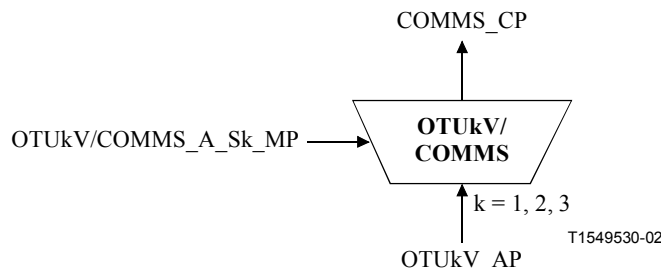 COMMS_CP
OTUkV/COMMS_A_Sk_MP
OTUkV/
COMMS
k = 1, 2, 3
T1549530-02
OTUkV_AP